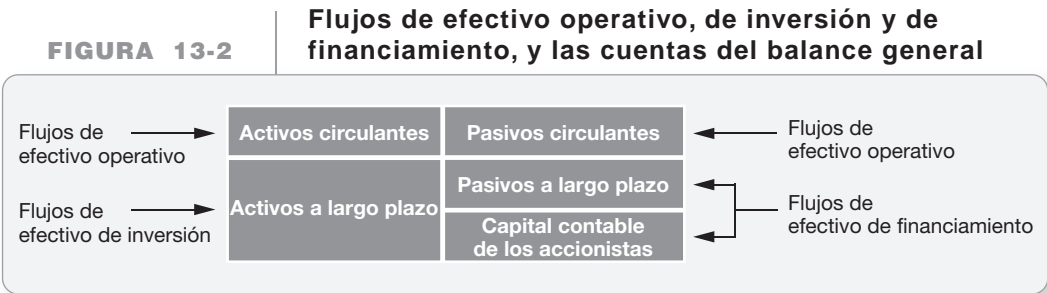 FIGURA 13-2
Flujos de efectivo operativo, de inversión y de
financiamiento, y las cuentas del balance general
Flujos de
efectivo operativo
Activos circulantes
Pasivos circulantes
Flujos de
efectivo operativo
Flujos de
efectivo de inversión
Activos a largo plazo
Pasivos a largo plazo
Capital contable
de los accionistas
Flujos de
efectivo de financiamiento